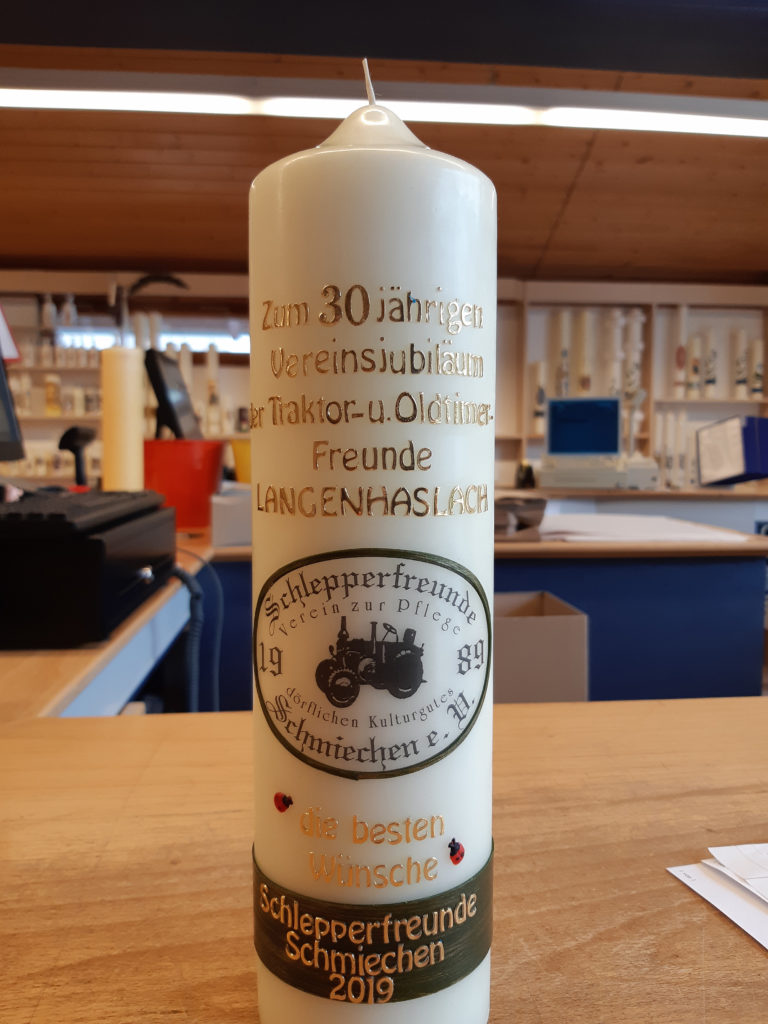 Zum 30 jährigen
Vereinsjubiläum
er Traktor- u. Oldtimer-
Freunde
LANGENHASLACH
Schlepperfreunde
Verein zur Pflege
19 89
dörflichen Kulturgutes
Schmiechen e. V.
die besten
Wünsche
Schlepperfreunde
Schmiechen
2019